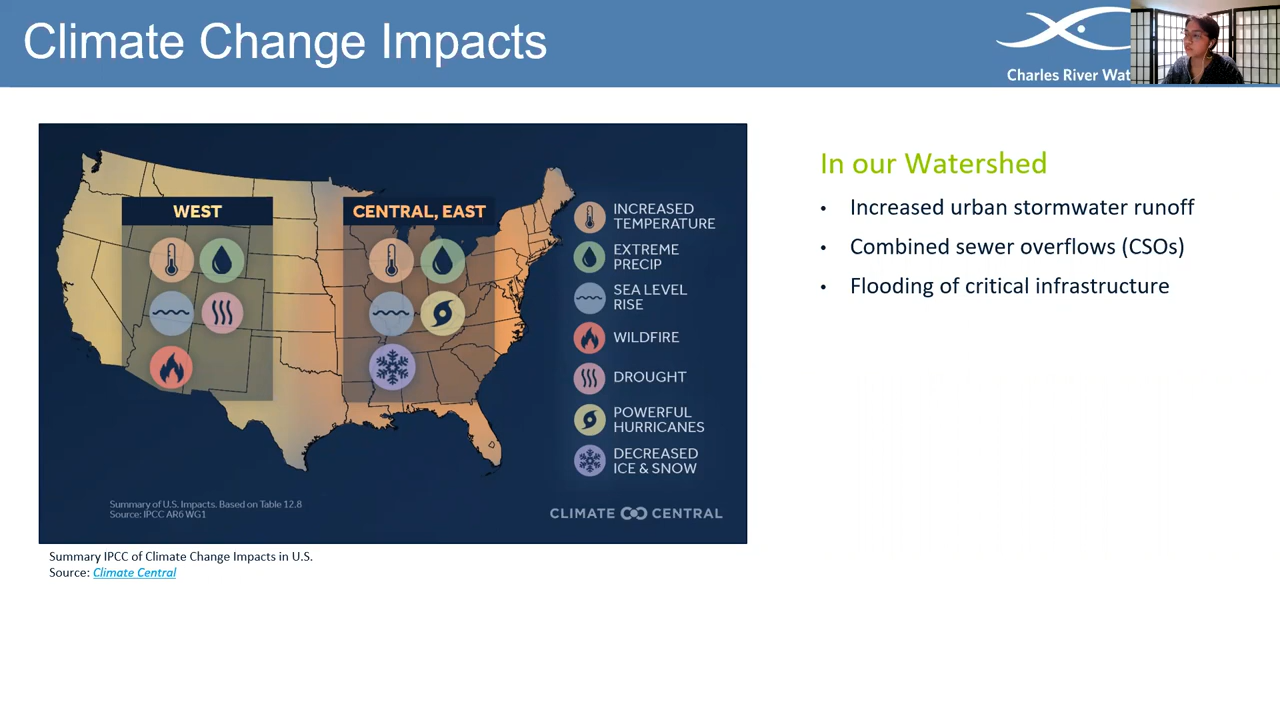 Climate Change Impacts
Charles River Wat
WEST
CENTRAL, EAST
INCREASED
TEMPERATURE
EXTREME
PRECIP
SEA LEVEL
RISE
WILDFIRE
DROUGHT
POWERFUL
HURRICANES
DECREASED
ICE & SNOW
Summary of U.S. Impacts. Based on Table 12.8
Source: IPCC AR6 WG1
CLIMATE CENTRAL
Summary IPCC of Climate Change Impacts in U.S.
Source: Climate Central
In our Watershed
• Increased urban stormwater runoff
• Combined sewer overflows (CSOs)
• Flooding of critical infrastructure